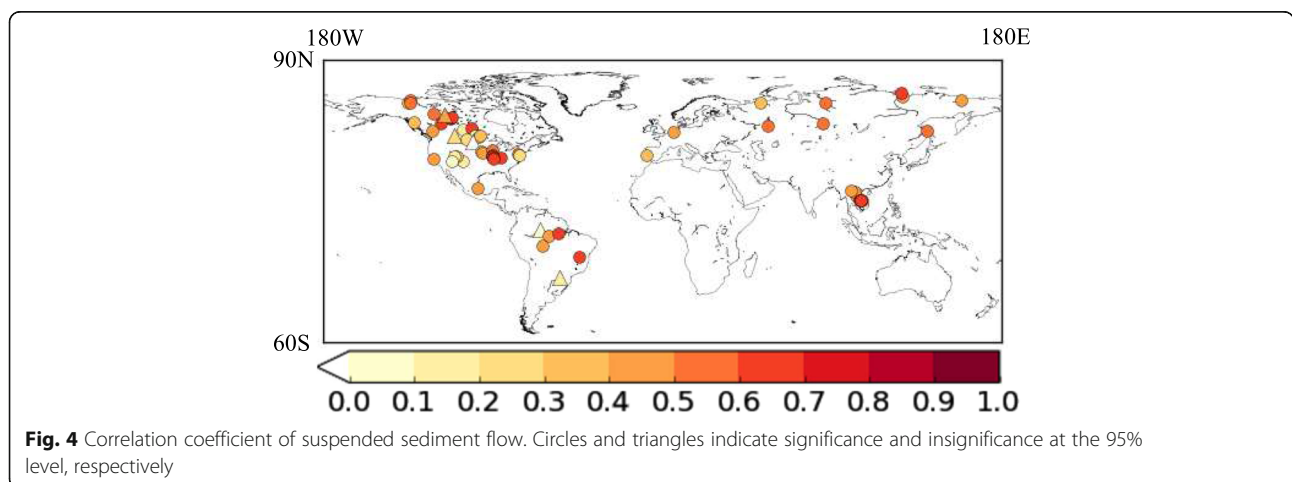 180W 180E
90N
60S
0.0 0.1 0.2 0.3 0.4 0.5 0.6 0.7 0.8 0.9 1.0
Fig. 4 Correlation coefficient of suspended sediment flow. Circles and triangles indicate significance and insignificance at the 95%
level, respectively